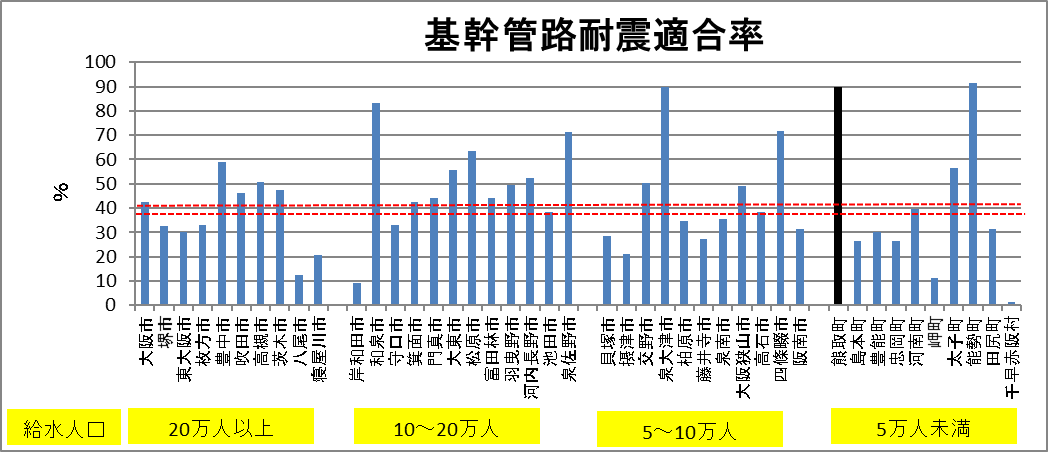 基幹管路耐震適合率
%
100
90
80
70
60
50
40
30
20
10
0
大阪市
堺市
東大阪市
枚方市
豊中市
吹田市
高槻市
茨木市
八尾市
寝屋川市
岸和田市
和泉市
守口市
箕面市
門真市
大東市
松原市
富田林市
羽曳野市
河内長野市
池田市
泉佐野市
貝塚市
摂津市
交野市
泉大津市
柏原市
藤井寺市
泉南市
大阪狭山市
高石市
四條畷市
阪南市
熊取町
島本町
豊能町
忠岡町
河南町
岬町
太子町
能勢町
田尻町
千早赤阪村
給水人口
20万人以上
10～20万人
5～10万人
5万人未満